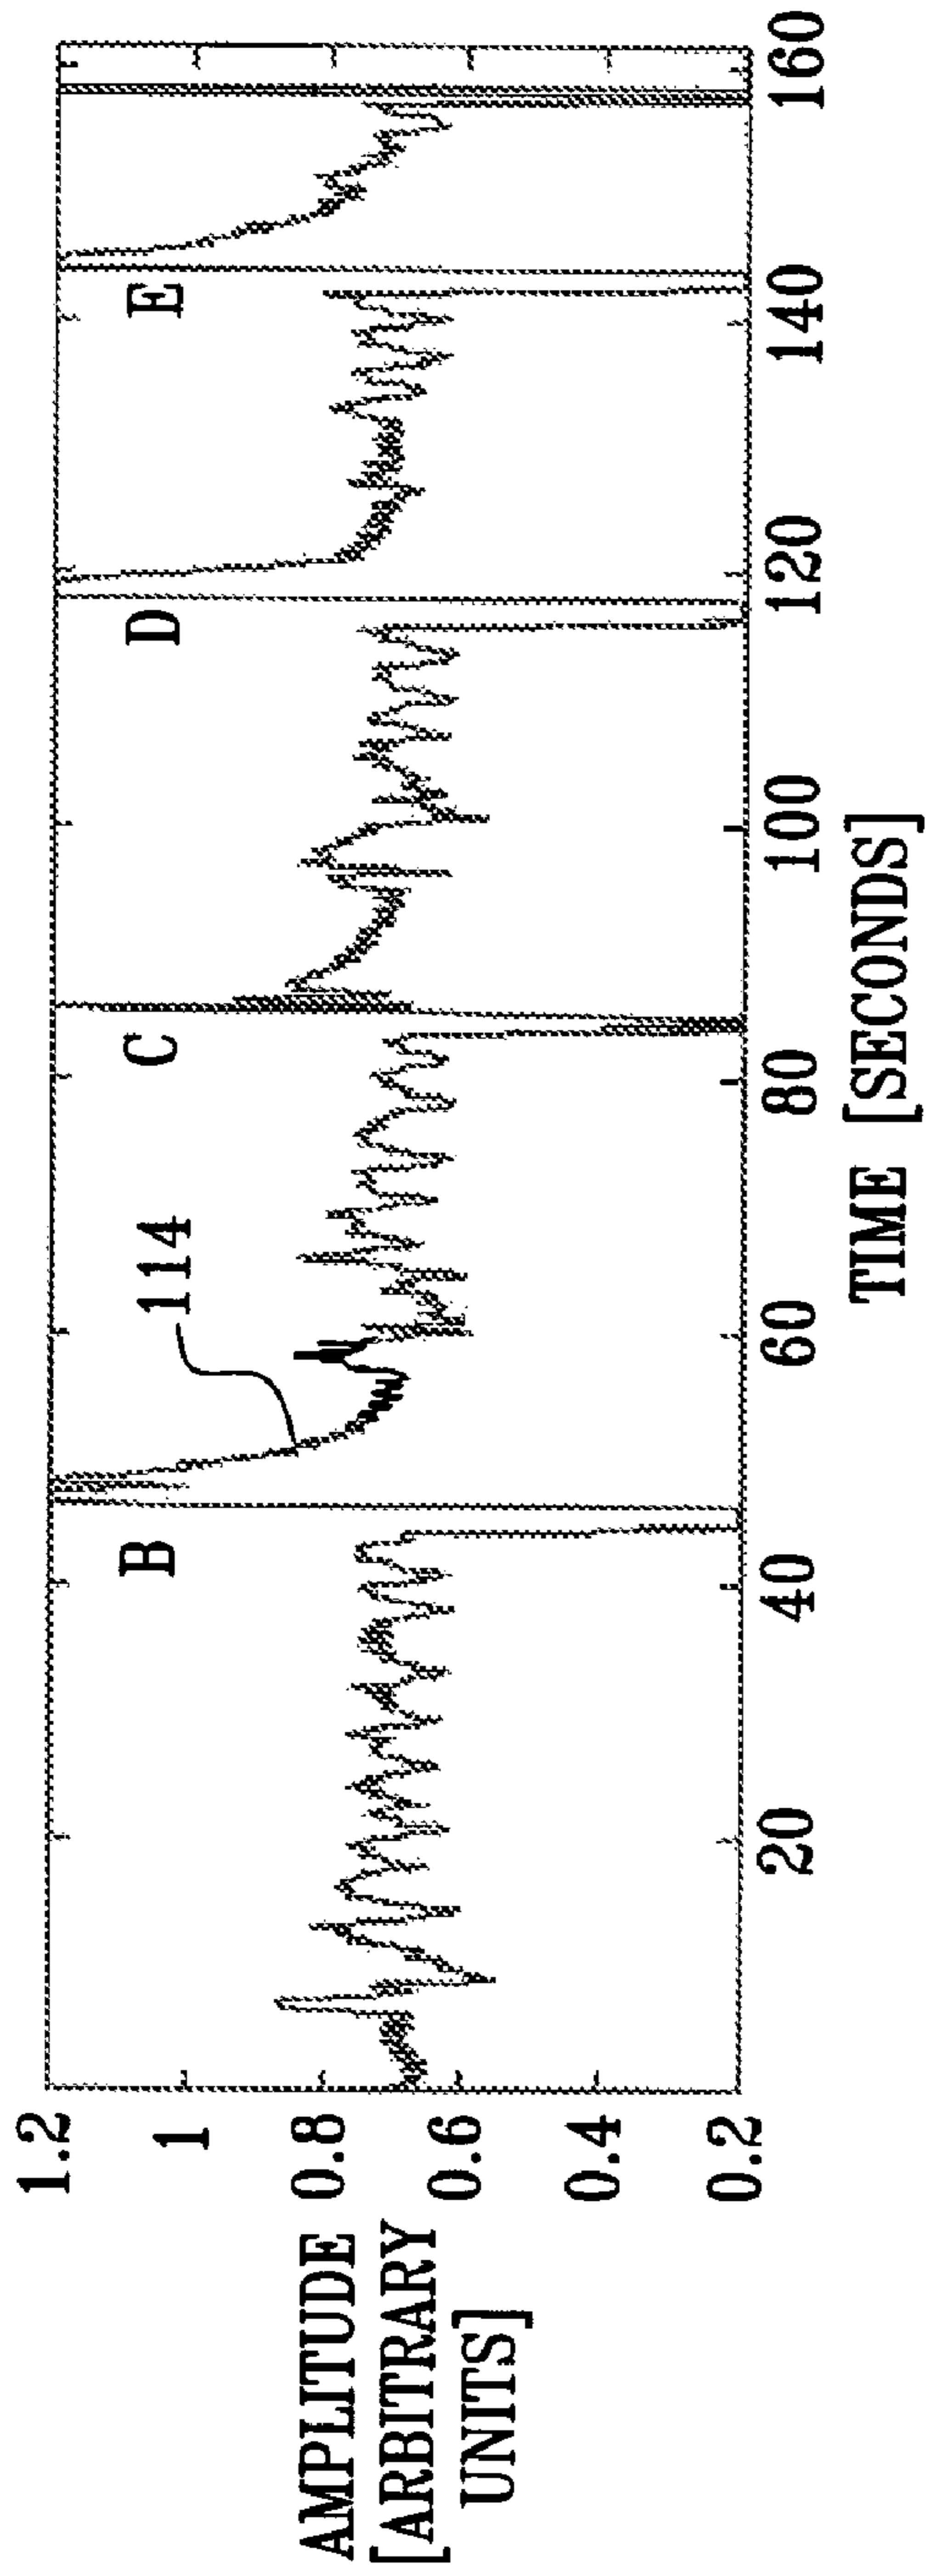 1.2
1
0.8
0.6
0.4
0.2
AMPLITUDE
[ARBITRARY
UNITS]
B
C
D
E
114
20
40
60
80
100
120
140
160
TIME [SECONDS]